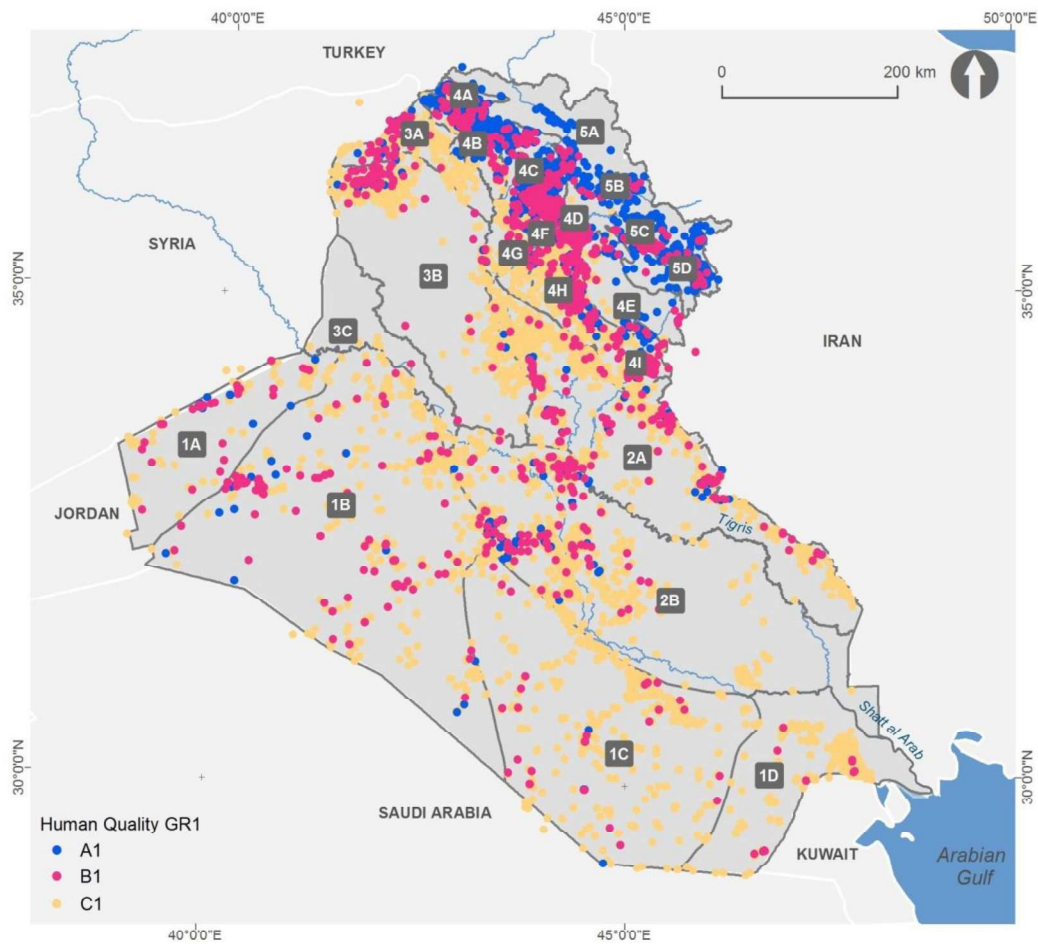 40°0'0"E
45°0'0"E
50°0'0"E
TURKEY
0
200 km
4A
5A
3A
4B
4C
5B
4D
5C
4F
4G
5D
SYRIA
3B
4H
4E
35°0'0"N
35°0'0"N
3C
IRAN
4I
1A
2A
1B
JORDAN
Tigris
2B
Shatt al Arab
1C
1D
30°0'0"N
30°0'0"N
SAUDI ARABIA
Human Quality GR1
A1
B1
C1
KUWAIT
Arabian
Gulf
40°0'0"E
45°0'0"E